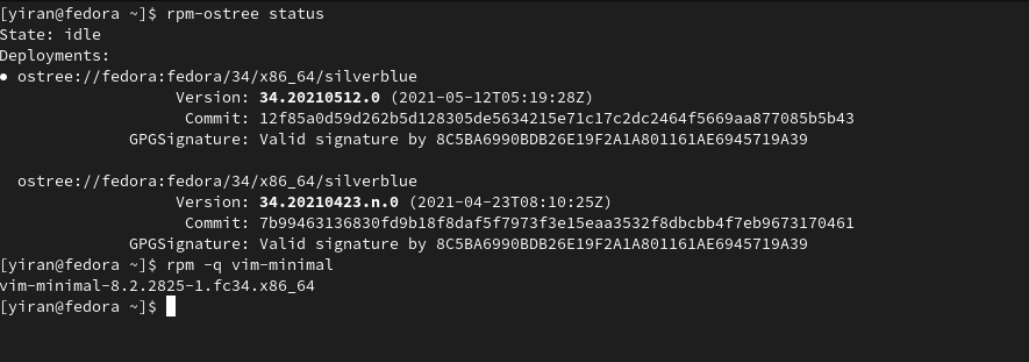 [yiran@fedora ~]$ rpm-ostree status
State: idle
Deployments:
● ostree://fedora:fedora/34/x86_64/silverblue
Version: 34.20210512.0 (2021-05-12T05:19:28Z)
Commit: 12f85a0d59d262b5d128305de5634215e71c17c2dc2464f5669aa877085b5b43
GPGSignature: Valid signature by 8C5BA6990BDB26E19F2A1A801161AE6945719A39
ostree://fedora:fedora/34/x86_64/silverblue
Version: 34.20210423.n.0 (2021-04-23T08:10:25Z)
Commit: 7b99463136830fd9b18f8daf5f7973f3e15eaa3532f8dbcbb4f7eb9673170461
GPGSignature: Valid signature by 8C5BA6990BDB26E19F2A1A801161AE6945719A39
[yiran@fedora ~]$ rpm -q vim-minimal
vim-minimal-8.2.2825-1.fc34.x86_64
[yiran@fedora ~]$